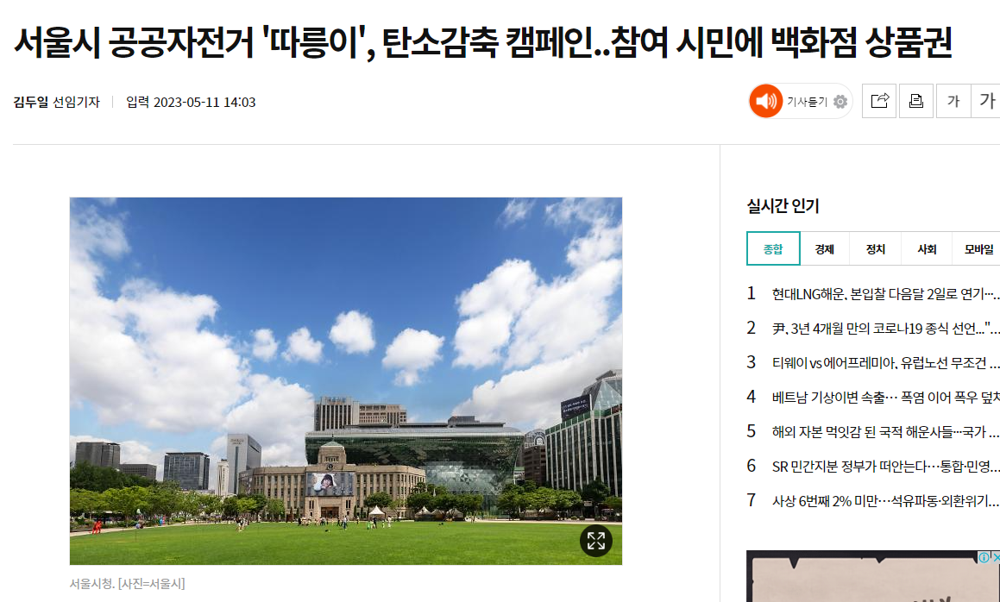 서울시 공공자전거 '따릉이', 탄소감축 캠페인..참여 시민에 백화점 상품권
김두일 선임기자 입력 2023-05-11 14:03
기사듣기 가 가
서울시청. [사진=서울시]
실시간 인기
종합 경제 정치 사회 모바일
1 현대LNG해운, 본입찰 다음달 2일로 연기…..
2 尹, 3년 4개월 만의 코로나19 종식 선언..."...
3 티웨이 vs 에어프레미아, 유럽노선 무조건 ...
4 베트남 기상이변 속출… 폭염 이어 폭우 덮쳐
5 해외 자본 먹잇감 된 국적 해운사들…국가 ...
6 SR 민간지분 정부가 떠안는다…통합·민영...
7 사상 6번째 2% 미만…석유파동·외환위기...